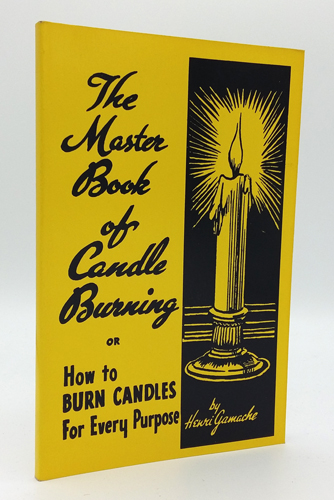 The
Master
Book
of
Candle
Burning
OR
How to
BURN CANDLES
For Every Purpose
by
Henri Gamache